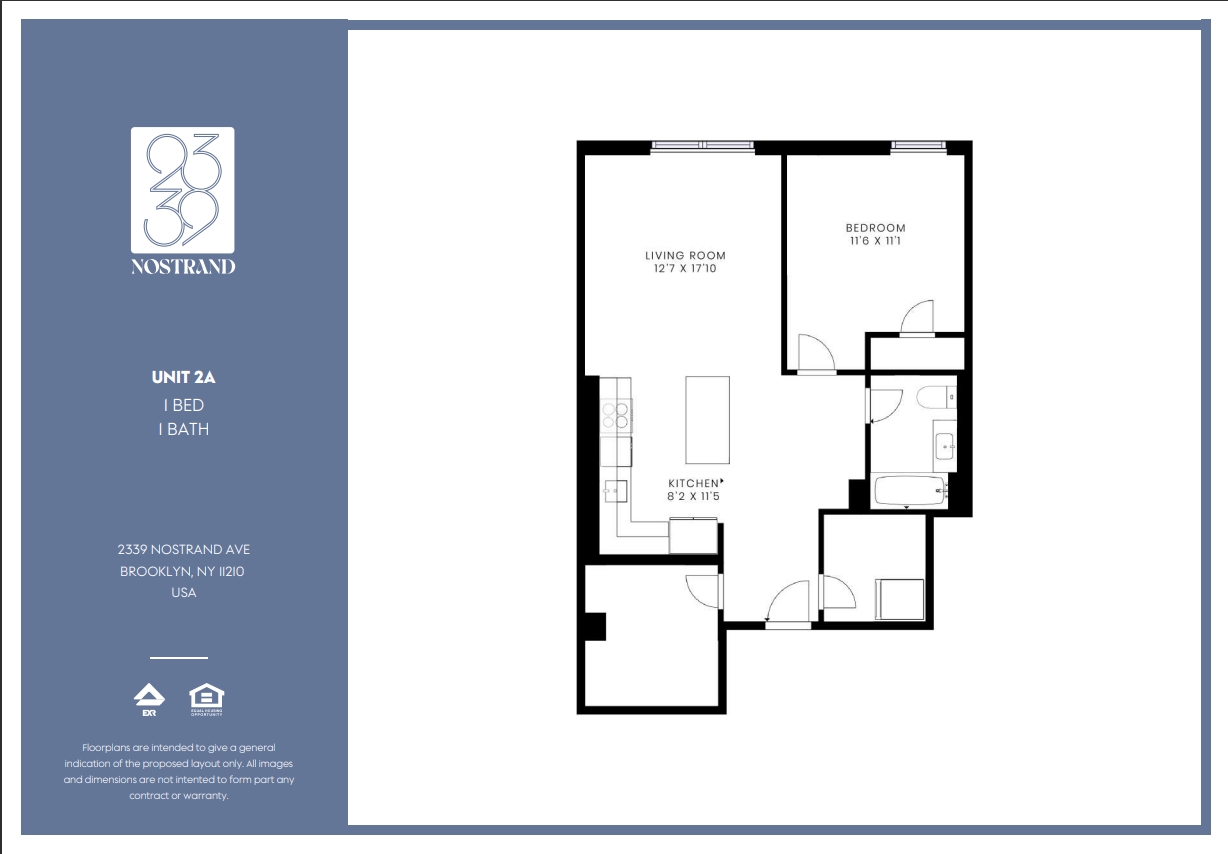 2339
NOSTRAND
UNIT 2A
1 BED
1 BATH
2339 NOSTRAND AVE
BROOKLYN, NY 11210
USA
EXR
EQUAL HOUSING
OPPORTUNITY
Floorplans are intended to give a general
indication of the proposed layout only. All images
and dimensions are not intented to form part any
contract or warranty.
BEDROOM
11'6 X 11'1
LIVING ROOM
12'7 X 17'10
KITCHEN
8'2 X 11'5